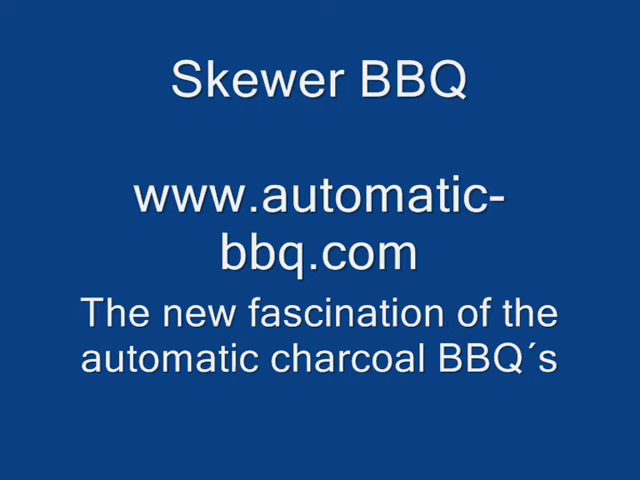 Skewer BBQ
www.automatic-
bbq.com
The new fascination of the
automatic charcoal BBQ´s